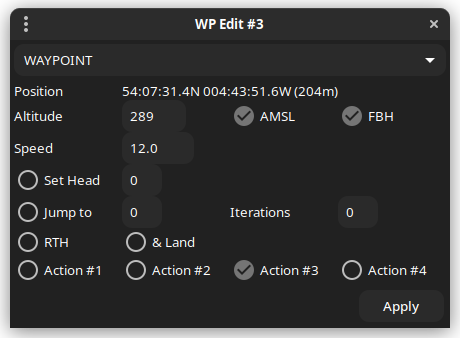 WP Edit #3
WAYPOINT
Position 54:07:31.4N 004:43:51.6W (204m)
Altitude 289 AMSL FBH
Speed 12.0
Set Head 0
Jump to 0 Iterations 0
RTH & Land
Action #1 Action #2 Action #3 Action #4
Apply